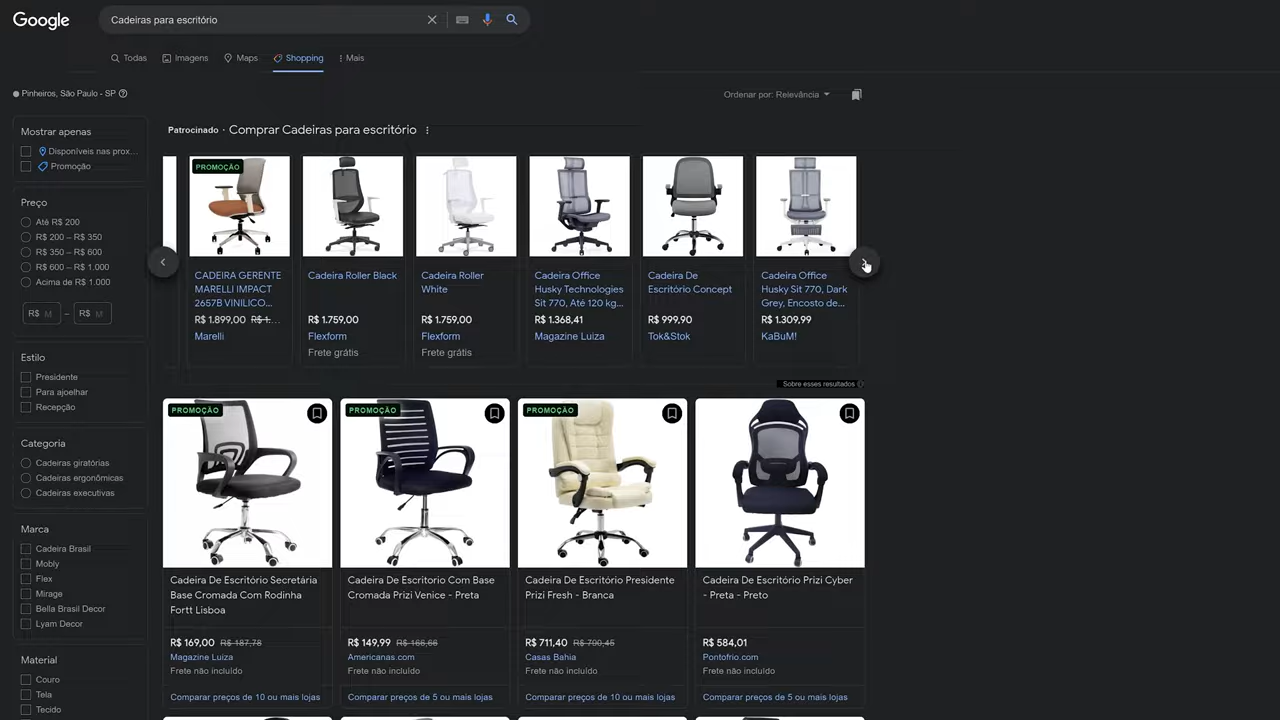 Google
Cadeiras para escritório
Todas
Imagens
Maps
Shopping
Mais
Pinheiros, São Paulo - SP
Ordenar por: Relevância
Mostrar apenas
Disponíveis nas prox...
Promoção
Preço
Até R$ 200
R$ 200 – R$ 350
R$ 350 – R$ 600
R$ 600 – R$ 1.000
Acima de R$ 1.000
R$ M – R$ M
Estilo
Presidente
Para ajoelhar
Recepção
Categoria
Cadeiras giratórias
Cadeiras ergonômicas
Cadeiras executivas
Marca
Cadeira Brasil
Mobly
Flex
Mirage
Bella Brasil Decor
Lyam Decor
Material
Couro
Tela
Tecido
Patrocinado · Comprar Cadeiras para escritório
PROMOÇÃO
CADEIRA GERENTE
MARELLI IMPACT
2657B VINILICO...
R$ 1.899,00 R$ 1....
Marelli
Cadeira Roller Black
R$ 1.759,00
Flexform
Frete grátis
Cadeira Roller
White
R$ 1.759,00
Flexform
Frete grátis
Cadeira Office
Husky Technologies
Sit 770, Até 120 kg...
R$ 1.368,41
Magazine Luiza
Cadeira De
Escritório Concept
R$ 999,90
Tok&Stok
Cadeira Office
Husky Sit 770, Dark
Grey, Encosto de...
R$ 1.309,99
KaBuM!
Sobre esses resultados
PROMOÇÃO
Cadeira De Escritório Secretária
Base Cromada Com Rodinha
Fortt Lisboa
R$ 169,00 R$ 187,78
Magazine Luiza
Frete não incluído
Comparar preços de 10 ou mais lojas
PROMOÇÃO
Cadeira De Escritorio Com Base
Cromada Prizi Venice - Preta
R$ 149,99 R$ 166,66
Americanas.com
Frete não incluído
Comparar preços de 5 ou mais lojas
PROMOÇÃO
Cadeira De Escritório Presidente
Prizi Fresh - Branca
R$ 711,40 R$ 790,45
Casas Bahia
Frete não incluído
Comparar preços de 10 ou mais lojas
Cadeira De Escritório Prizi Cyber
- Preta - Preto
R$ 584,01
Pontofrio.com
Frete não incluído
Comparar preços de 5 ou mais lojas